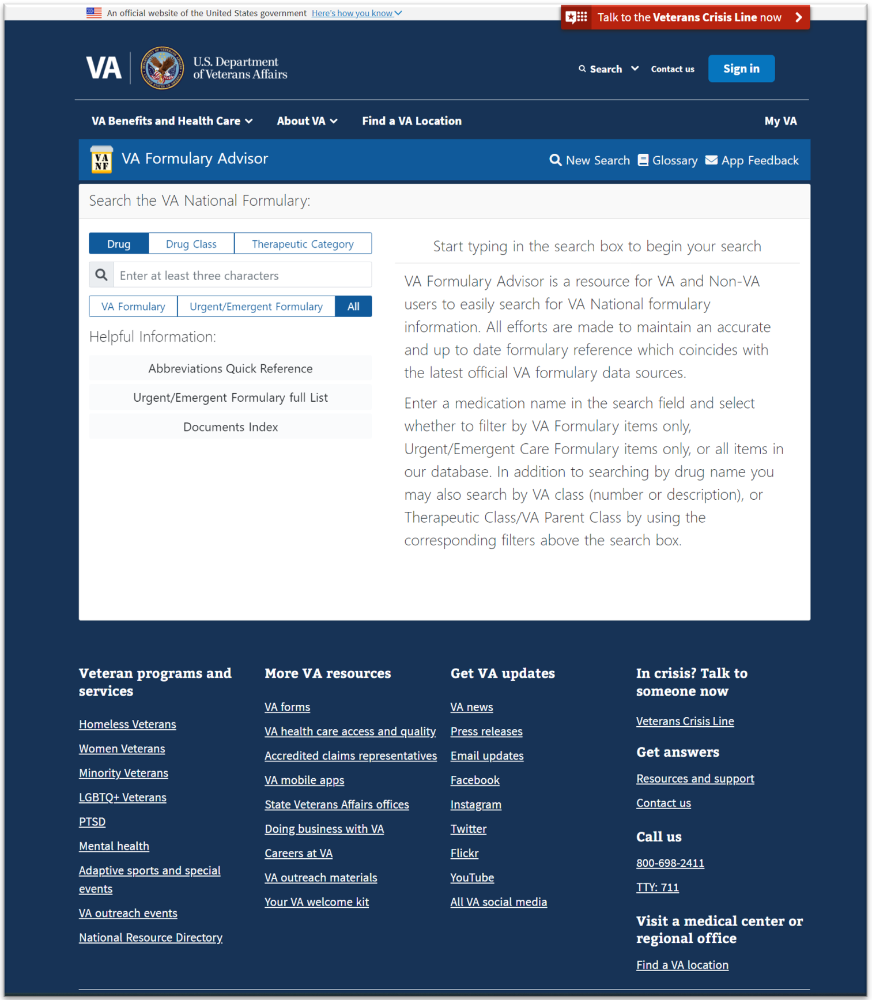 An official website of the United States government Here's how you know
Talk to the Veterans Crisis Line now
VA
U.S. Department
of Veterans Affairs
Search
Contact us
Sign in
VA Benefits and Health Care
About VA
Find a VA Location
My VA
VA
NF
VA Formulary Advisor
New Search
Glossary
App Feedback
Search the VA National Formulary:
Drug
Drug Class
Therapeutic Category
Enter at least three characters
VA Formulary
Urgent/Emergent Formulary
All
Helpful Information:
Abbreviations Quick Reference
Urgent/Emergent Formulary full List
Documents Index
Start typing in the search box to begin your search
VA Formulary Advisor is a resource for VA and Non-VA
users to easily search for VA National formulary
information. All efforts are made to maintain an accurate
and up to date formulary reference which coincides with
the latest official VA formulary data sources.
Enter a medication name in the search field and select
whether to filter by VA Formulary items only,
Urgent/Emergent Care Formulary items only, or all items in
our database. In addition to searching by drug name you
may also search by VA class (number or description), or
Therapeutic Class/VA Parent Class by using the
corresponding filters above the search box.
Veteran programs and
services
Homeless Veterans
Women Veterans
Minority Veterans
LGBTQ+ Veterans
PTSD
Mental health
Adaptive sports and special
events
VA outreach events
National Resource Directory
More VA resources
VA forms
VA health care access and quality
Accredited claims representatives
VA mobile apps
State Veterans Affairs offices
Doing business with VA
Careers at VA
VA outreach materials
Your VA welcome kit
Get VA updates
VA news
Press releases
Email updates
Facebook
Instagram
Twitter
Flickr
YouTube
All VA social media
In crisis? Talk to
someone now
Veterans Crisis Line
Get answers
Resources and support
Contact us
Call us
800-698-2411
TTY: 711
Visit a medical center or
regional office
Find a VA location